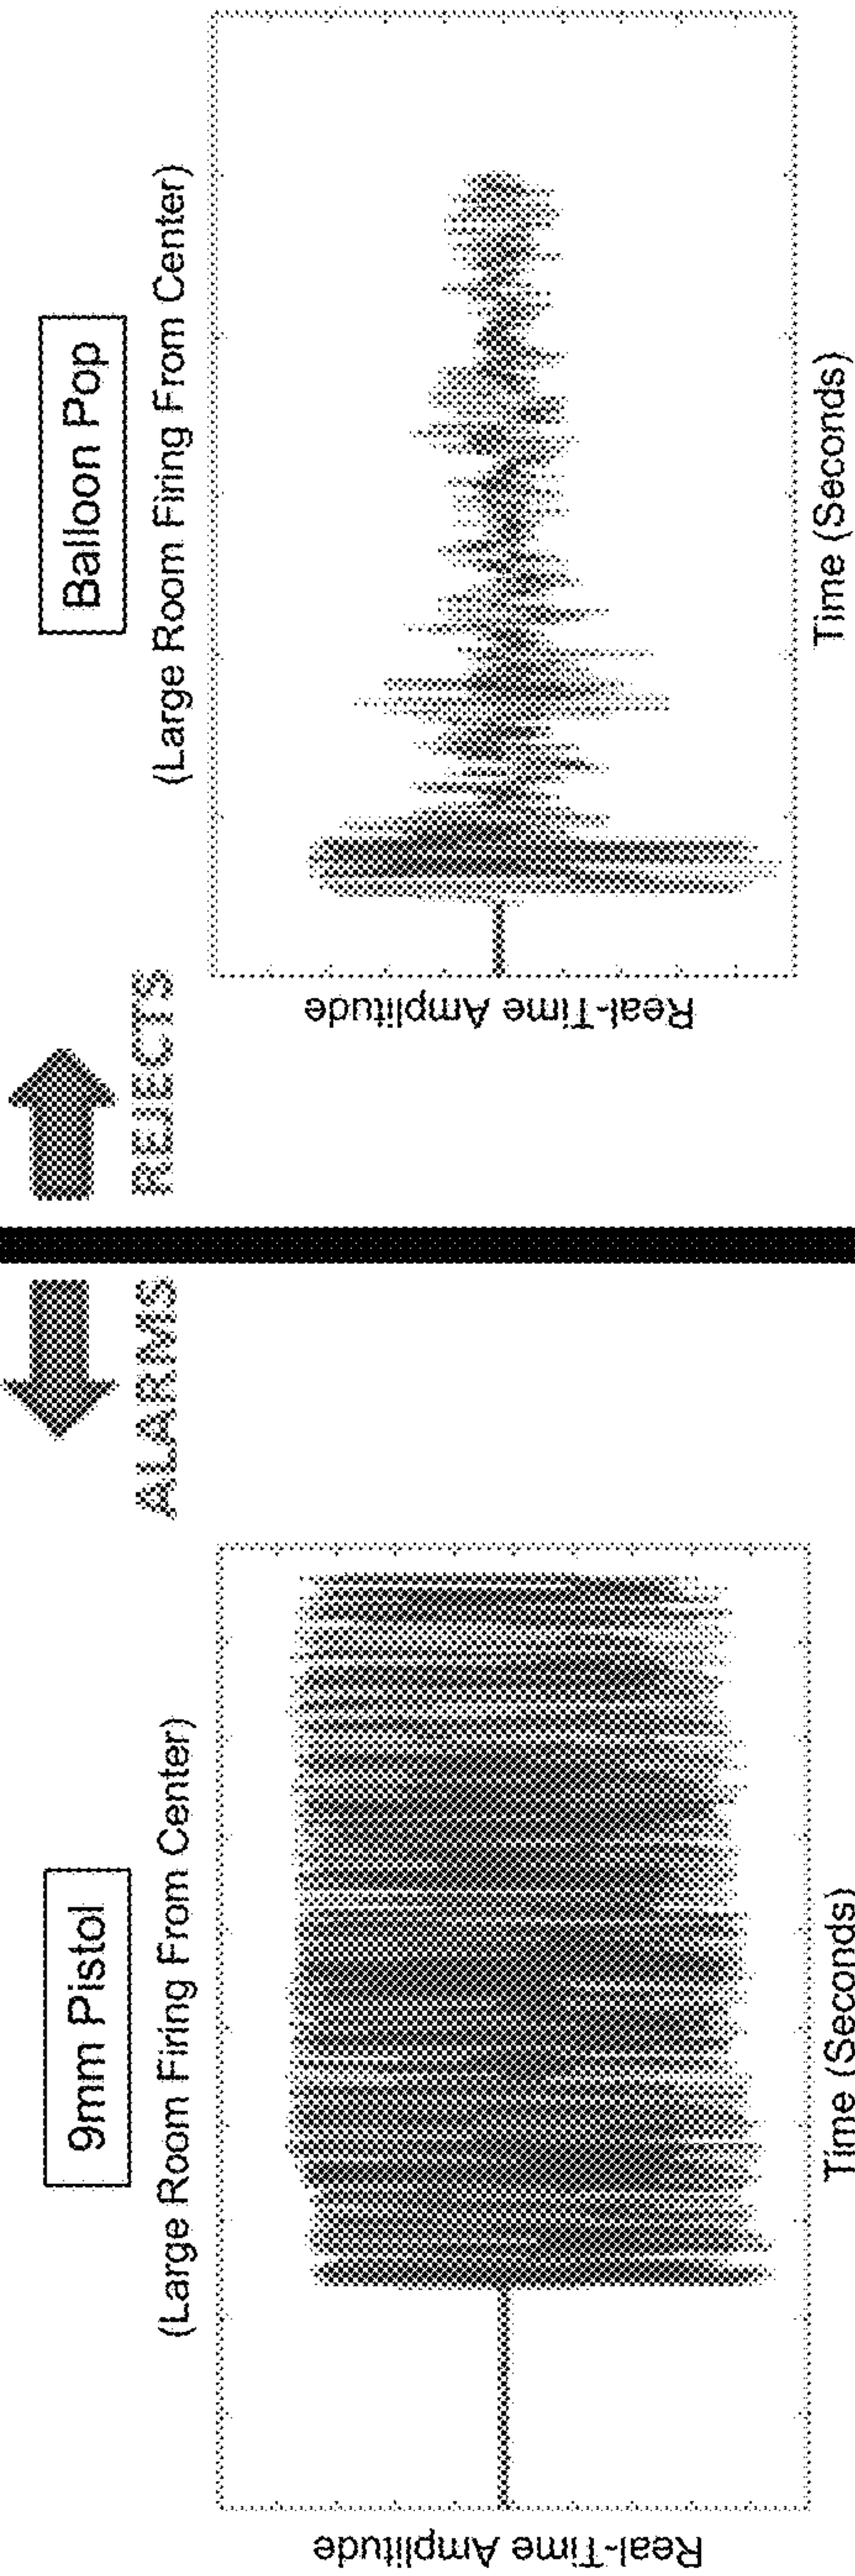 ALARMS
REJECTS
9mm Pistol
(Large Room Firing From Center)
Real-Time Amplitude
Time (Seconds)
Balloon Pop
(Large Room Firing From Center)
Real-Time Amplitude
Time (Seconds)